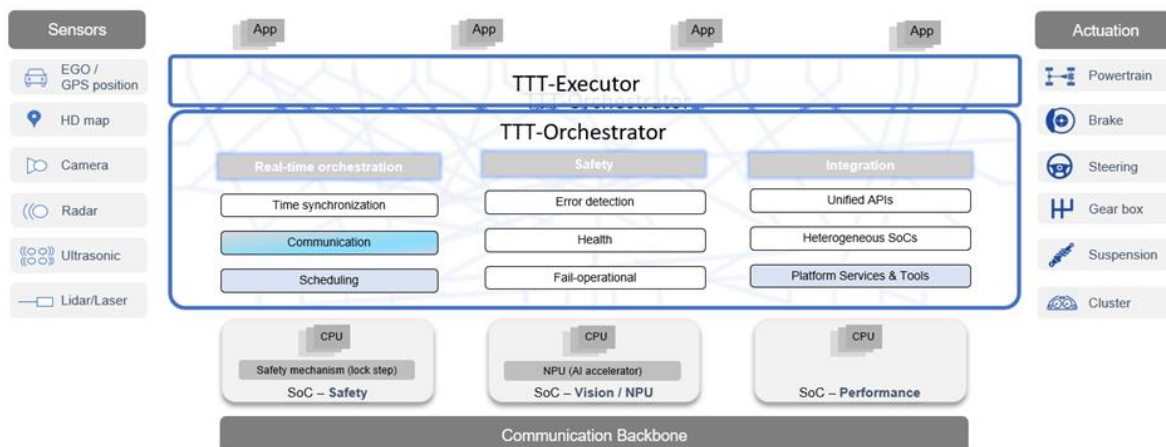 Sensors
EGO /
GPS position
HD map
Camera
Radar
Ultrasonic
Lidar/Laser
App
App
App
App
TTT-Executor
TTT-Orchestrator
TTT-Orchestrator
Real-time orchestration
Time synchronization
Communication
Scheduling
Safety
Error detection
Health
Fail-operational
Integration
Unified APIs
Heterogeneous SoCs
Platform Services & Tools
CPU
Safety mechanism (lock step)
SoC – Safety
CPU
NPU (AI accelerator)
SoC – Vision / NPU
CPU
SoC – Performance
Communication Backbone
Actuation
Powertrain
Brake
Steering
Gear box
Suspension
Cluster